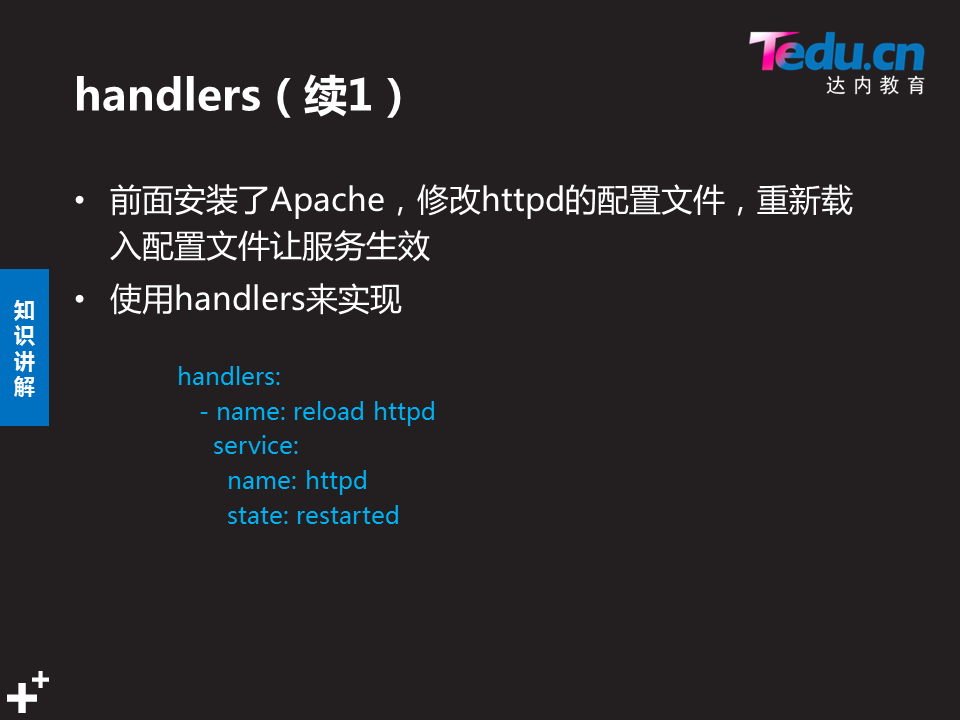 Tedu.cn
达内教育
handlers（续1）
• 前面安装了Apache，修改httpd的配置文件，重新载
入配置文件让服务生效
• 使用handlers来实现
知
识
讲
解
handlers:
- name: reload httpd
service:
name: httpd
state: restarted